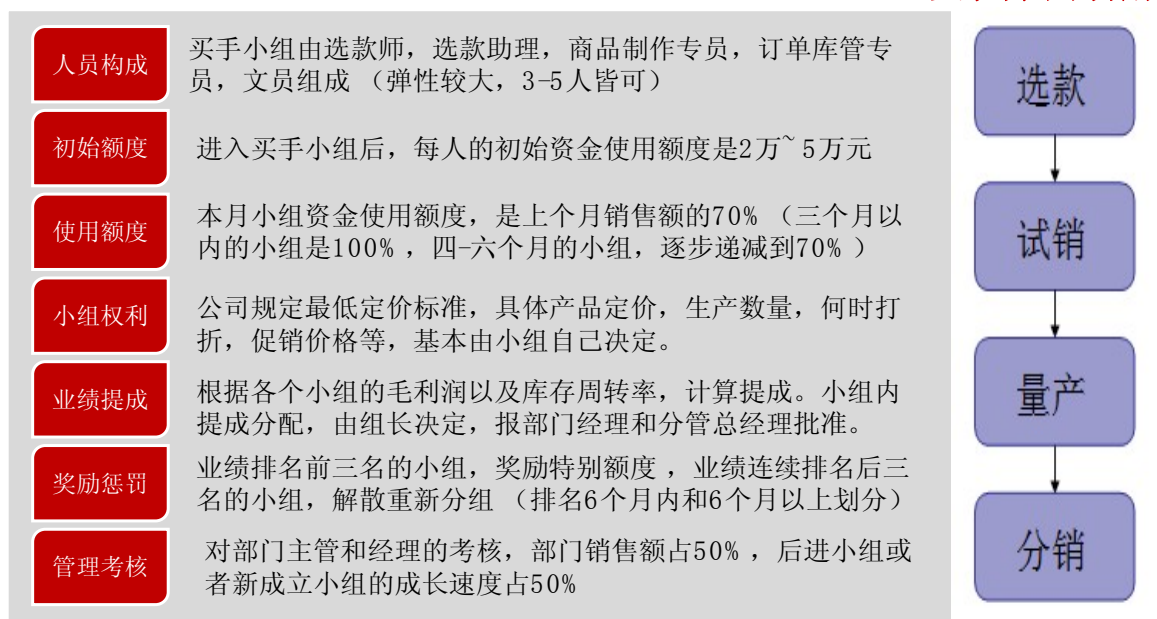 人员构成
买手小组由选款师，选款助理，商品制作专员，订单库管专
员，文员组成 （弹性较大，3-5人皆可）
初始额度
进入买手小组后，每人的初始资金使用额度是2万~5万元
使用额度
本月小组资金使用额度，是上个月销售额的70% （三个月以
内的小组是100% ，四-六个月的小组，逐步递减到70% ）
小组权利
公司规定最低定价标准，具体产品定价，生产数量，何时打
折，促销价格等，基本由小组自己决定。
业绩提成
根据各个小组的毛利润以及库存周转率，计算提成。小组内
提成分配，由组长决定，报部门经理和分管总经理批准。
奖励惩罚
业绩排名前三名的小组，奖励特别额度 ，业绩连续排名后三
名的小组，解散重新分组 （排名6个月内和6个月以上划分）
管理考核
对部门主管和经理的考核，部门销售额占50% ，后进小组或
者新成立小组的成长速度占50%
选款
试销
量产
分销